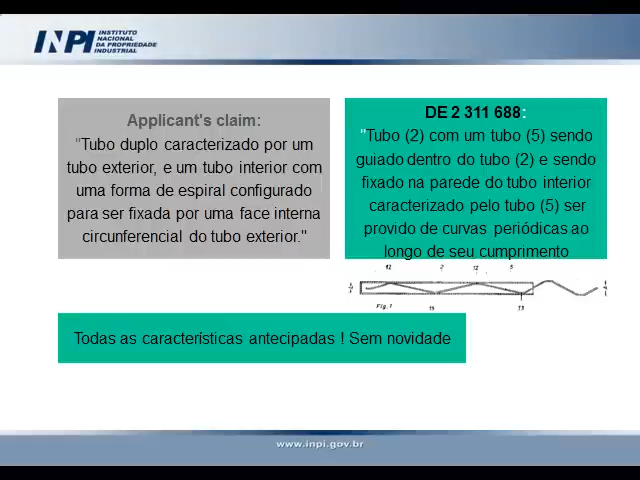 INPI INSTITUTO
NACIONAL
DA PROPRIEDADE
INDUSTRIAL
Applicant's claim:
"Tubo duplo caracterizado por um
tubo exterior, e um tubo interior com
uma forma de espiral configurado
para ser fixada por uma face interna
circunferencial do tubo exterior."
DE 2 311 688:
"Tubo (2) com um tubo (5) sendo
guiado dentro do tubo (2) e sendo
fixado na parede do tubo interior
caracterizado pelo tubo (5) ser
provido de curvas periódicas ao
longo de seu cumprimento
12 2 12 5
Fig. 1
Todas as características antecipadas ! Sem novidade
www.inpi.gov.br